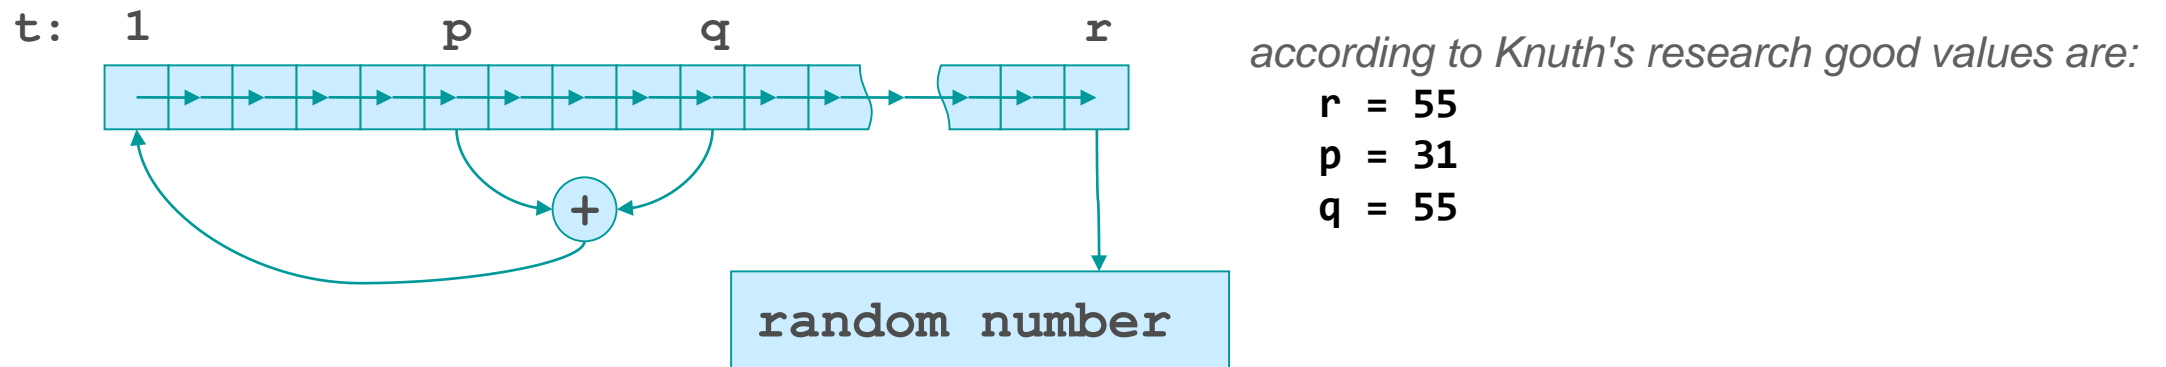 t: 1 p q r
according to Knuth's research good values are:
r = 55
p = 31
q = 55
+
random number